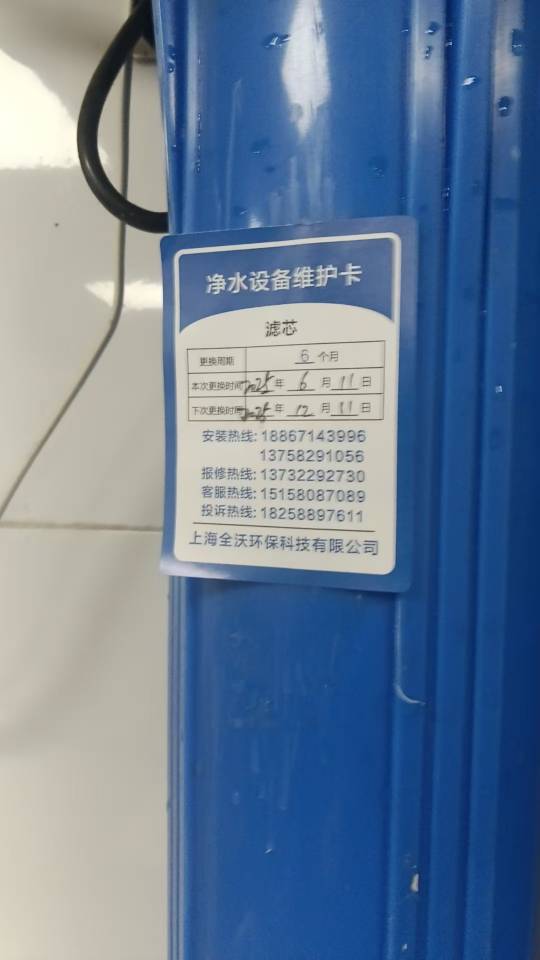 净水设备维护卡
滤芯
更换周期 6 个月
本次更换时间 2025 年 6 月 11 日
下次更换时间 2025 年 12 月 11 日
安装热线: 18867143996
13758291056
报修热线: 13732292730
客服热线: 15158087089
投诉热线: 18258897611
上海全沃环保科技有限公司